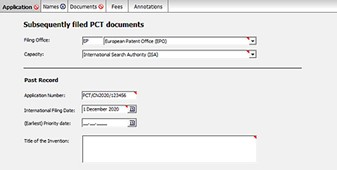 Application Names Documents Fees Annotations
Subsequently filed PCT documents
Filing Office: EP European Patent Office (EPO)
Capacity: International Search Authority (ISA)
Past Record
Application Number: PCT/CN2020/123456
International Filing Date: 1 December 2020
(Earliest) Priority date: __.___.____
Title of the Invention: